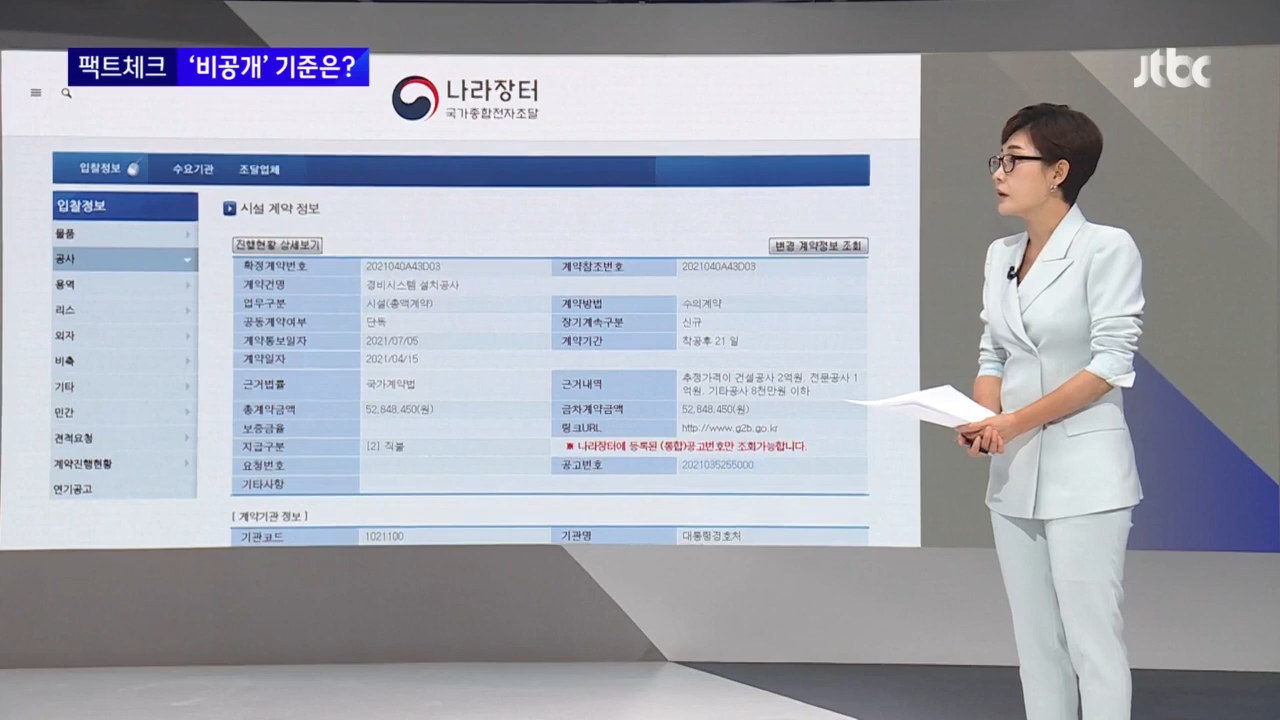 팩트체크 '비공개' 기준은?
jtbc
나라장터
국가종합전자조달
입찰정보 수요기관 조달업체
입찰정보
물품
공사
용역
리스
외자
비축
기타
민간
견적요청
계약진행현황
연기공고
시설 계약 정보
진행현황 상세보기 변경 계약정보 조회
확정계약번호 2021040A43D03 계약참조번호 2021040A43D03
계약건명 경비시스템 설치공사
업무구분 시설(총액계약) 계약방법 수의계약
공동계약여부 단독 장기계속구분 신규
계약통보일자 2021/07/05 계약기간 착공후 21 일
계약일자 2021/04/15
근거법률 국가계약법 근거내역 추정가격이 건설공사 2억원, 전문공사 1
억원, 기타공사 8천만원 이하
총계약금액 52,848,450(원) 금차계약금액 52,848,450(원)
보증금율 링크URL http://www.g2b.go.kr
지급구분 [2] 직불 ※ 나라장터에 등록된 (통합)공고번호만 조회가능합니다.
요청번호 공고번호 2021035255000
기타사항
[ 계약기관 정보 ]
기관코드 1021100 기관명 대통령경호처